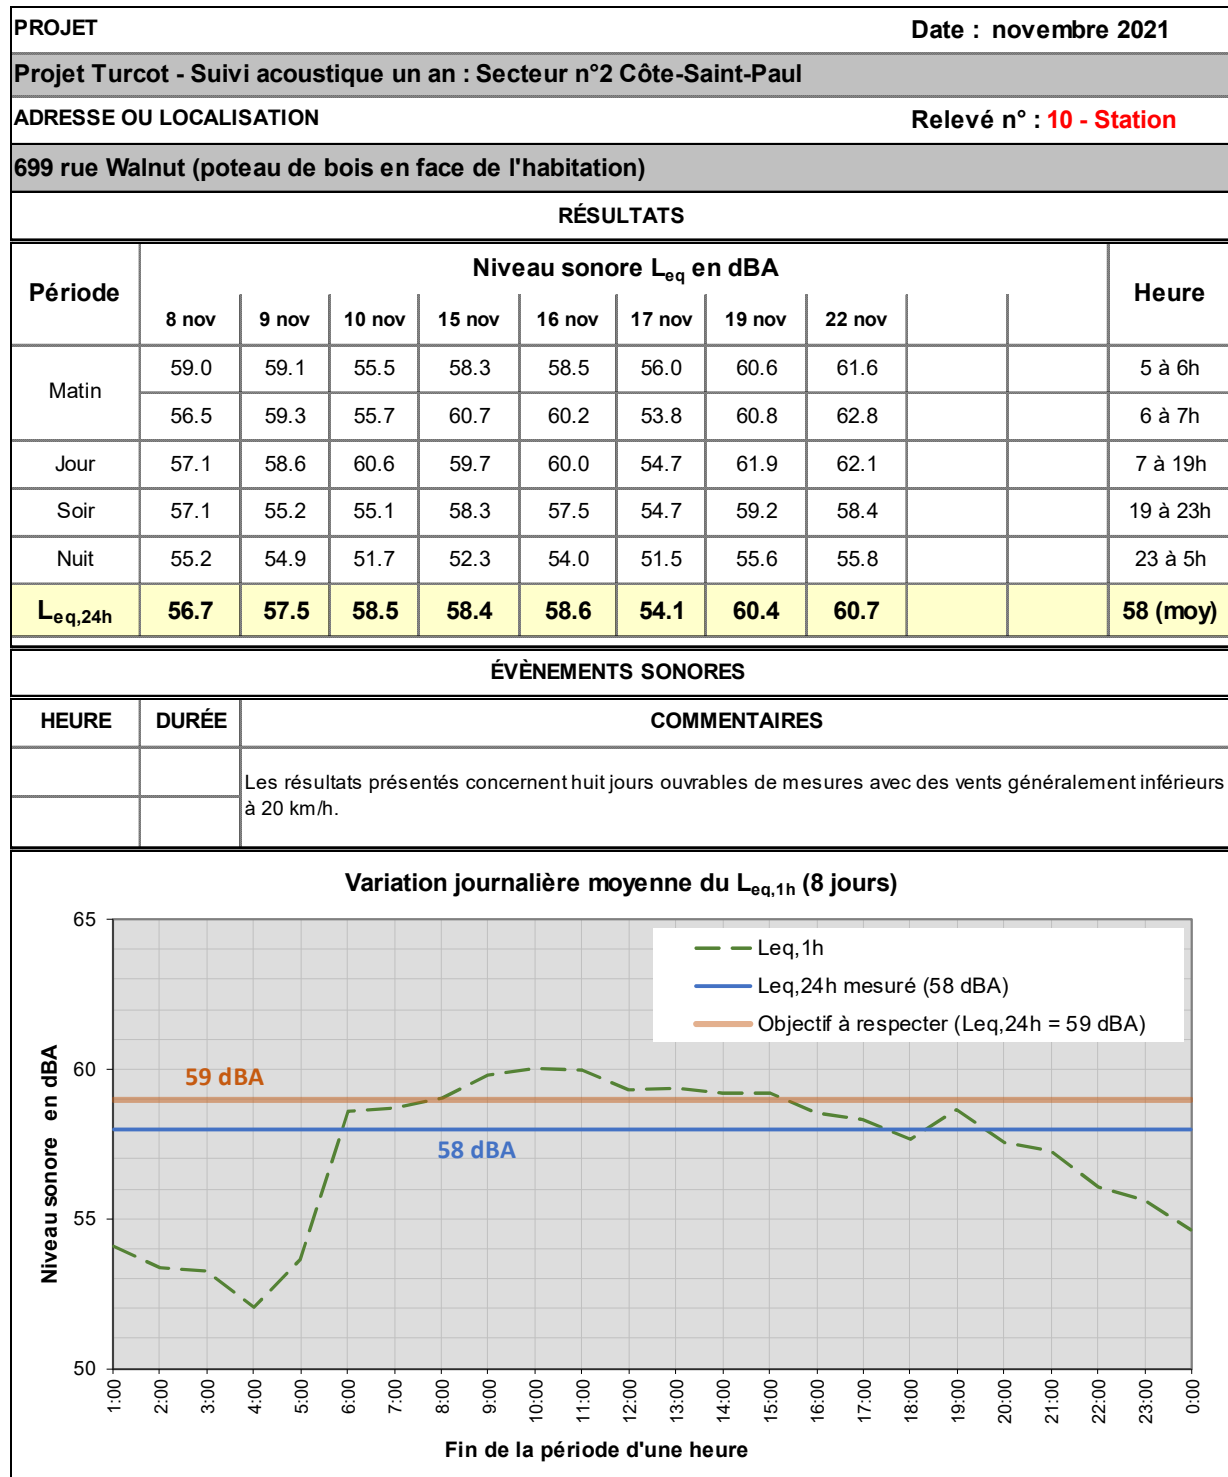 PROJET
Date : novembre 2021
Projet Turcot - Suivi acoustique un an : Secteur n°2 Côte-Saint-Paul
ADRESSE OU LOCALISATION
Relevé n° : 10 - Station
699 rue Walnut (poteau de bois en face de l'habitation)
RÉSULTATS
Période
Niveau sonore Leq en dBA
Heure
8 nov 9 nov 10 nov 15 nov 16 nov 17 nov 19 nov 22 nov
Matin
59.0 59.1 55.5 58.3 58.5 56.0 60.6 61.6 5 à 6h
56.5 59.3 55.7 60.7 60.2 53.8 60.8 62.8 6 à 7h
Jour 57.1 58.6 60.6 59.7 60.0 54.7 61.9 62.1 7 à 19h
Soir 57.1 55.2 55.1 58.3 57.5 54.7 59.2 58.4 19 à 23h
Nuit 55.2 54.9 51.7 52.3 54.0 51.5 55.6 55.8 23 à 5h
Leq,24h 56.7 57.5 58.5 58.4 58.6 54.1 60.4 60.7 58 (moy)
ÉVÈNEMENTS SONORES
HEURE DURÉE COMMENTAIRES
Les résultats présentés concernent huit jours ouvrables de mesures avec des vents généralement inférieurs
à 20 km/h.
Variation journalière moyenne du Leq,1h (8 jours)
Leq,1h
Leq,24h mesuré (58 dBA)
Objectif à respecter (Leq,24h = 59 dBA)
59 dBA
58 dBA
Niveau sonore en dBA
65
60
55
50
1:00 2:00 3:00 4:00 5:00 6:00 7:00 8:00 9:00 10:00 11:00 12:00 13:00 14:00 15:00 16:00 17:00 18:00 19:00 20:00 21:00 22:00 23:00 0:00
Fin de la période d'une heure